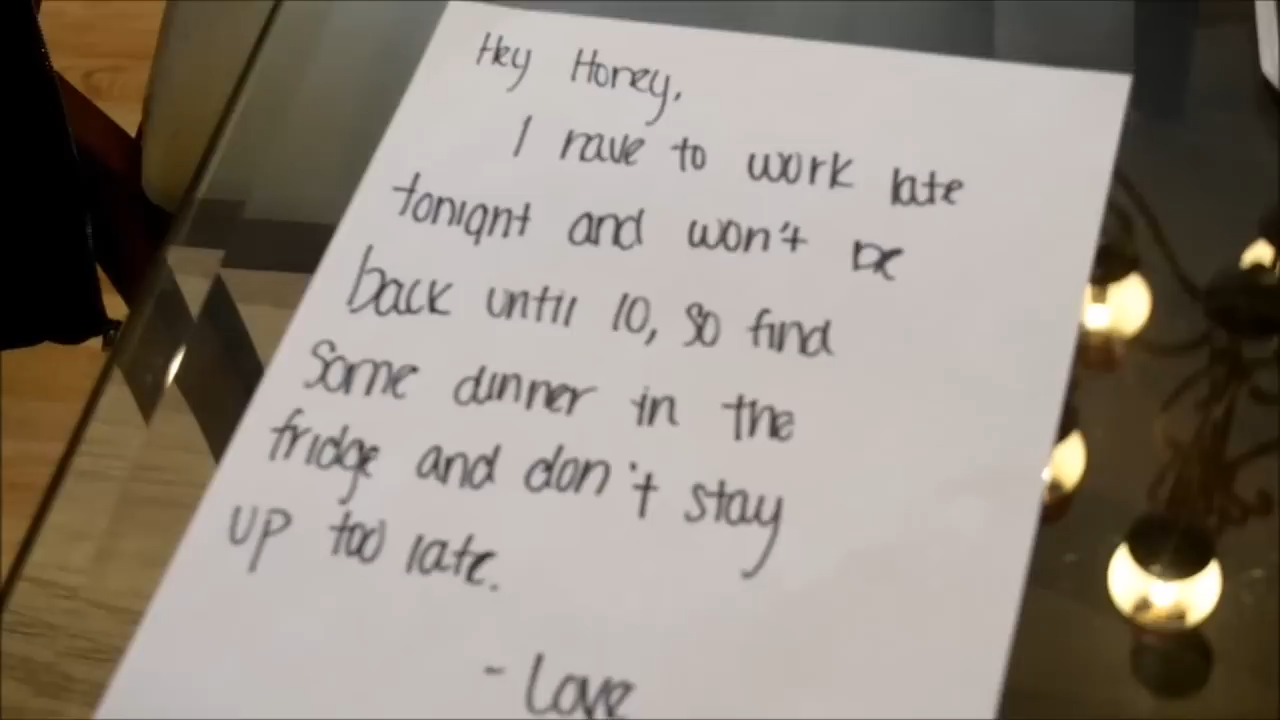 Hey Honey,
I have to work late
tonight and won't be
back until 10, so find
Some dinner in the
fridge and don't stay
up too late.
- Love